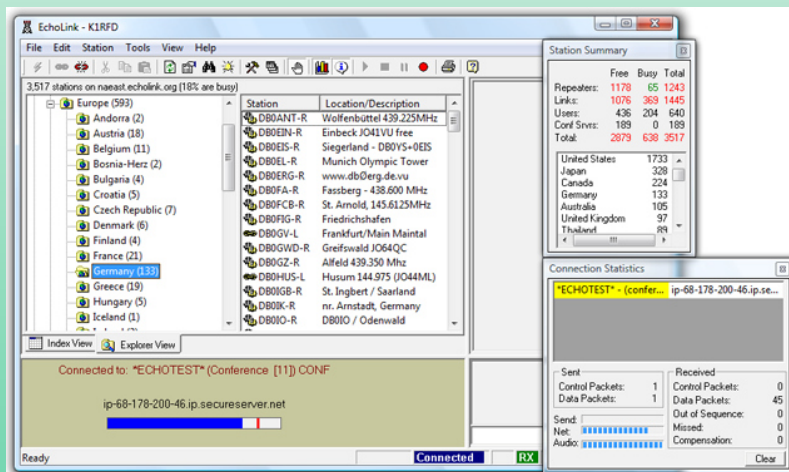 EchoLink - K1RFD
File Edit Station Tools View Help
3,517 stations on naeast.echolink.org (18% are busy)
Europe (593)
Andorra (2)
Austria (18)
Belgium (11)
Bosnia-Herz (2)
Bulgaria (4)
Croatia (5)
Czech Republic (7)
Denmark (6)
Finland (4)
France (21)
Germany (133)
Greece (19)
Hungary (5)
Iceland (1)
Index View Explorer View
Station Location/Description
DB0ANT-R Wolfenbüttel 439.225MHz
DB0EIN-R Einbeck JO41VU free
DB0EIS-R Siegerland - DB0YS+0EIS
DB0EL-R Munich Olympic Tower
DB0ERG-R www.db0erg.de.vu
DB0FA-R Fassberg - 438.600 MHz
DB0FCB-R St. Arnold, 145.6125MHz
DB0FIG-R Friedrichshafen
DB0GV-L Frankfurt/Main Maintal
DB0GWD-R Greifswald JO64QC
DB0GZ-R Alfeld 439.350 MHz
DB0HUS-L Husum 144.975 (JO44ML)
DB0IGB-R St. Ingbert / Saarland
DB0IK-R nr. Arnstadt, Germany
DB0IO-R DB0IO / Odenwald
Connected to: *ECHOTEST* (Conference [11]) CONF
ip-68-178-200-46.ip.secureserver.net
Ready Connected RX
Station Summary
Free Busy Total
Repeaters: 1178 65 1243
Links: 1076 369 1445
Users: 436 204 640
Conf Srvrs: 189 0 189
Total: 2879 638 3517
United States 1733
Japan 328
Canada 224
Germany 133
Australia 105
United Kingdom 97
Thailand 89
Connection Statistics
*ECHOTEST* - (confer... ip-68-178-200-46.ip.se...
Sent
Control Packets: 1
Data Packets: 1
Send:
Net:
Audio:
Received
Control Packets: 0
Data Packets: 45
Out of Sequence: 0
Missed: 0
Compensation: 0
Clear